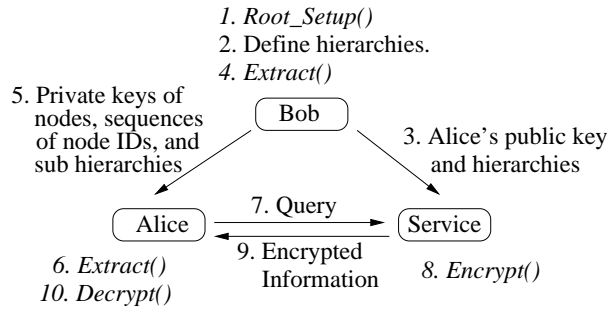 1. Root_Setup()
2. Define hierarchies.
4. Extract()
5. Private keys of
nodes, sequences
of node IDs, and
sub hierarchies
Bob
3. Alice's public key
and hierarchies
7. Query
Alice
Service
9. Encrypted
Information
6. Extract()
10. Decrypt()
8. Encrypt()